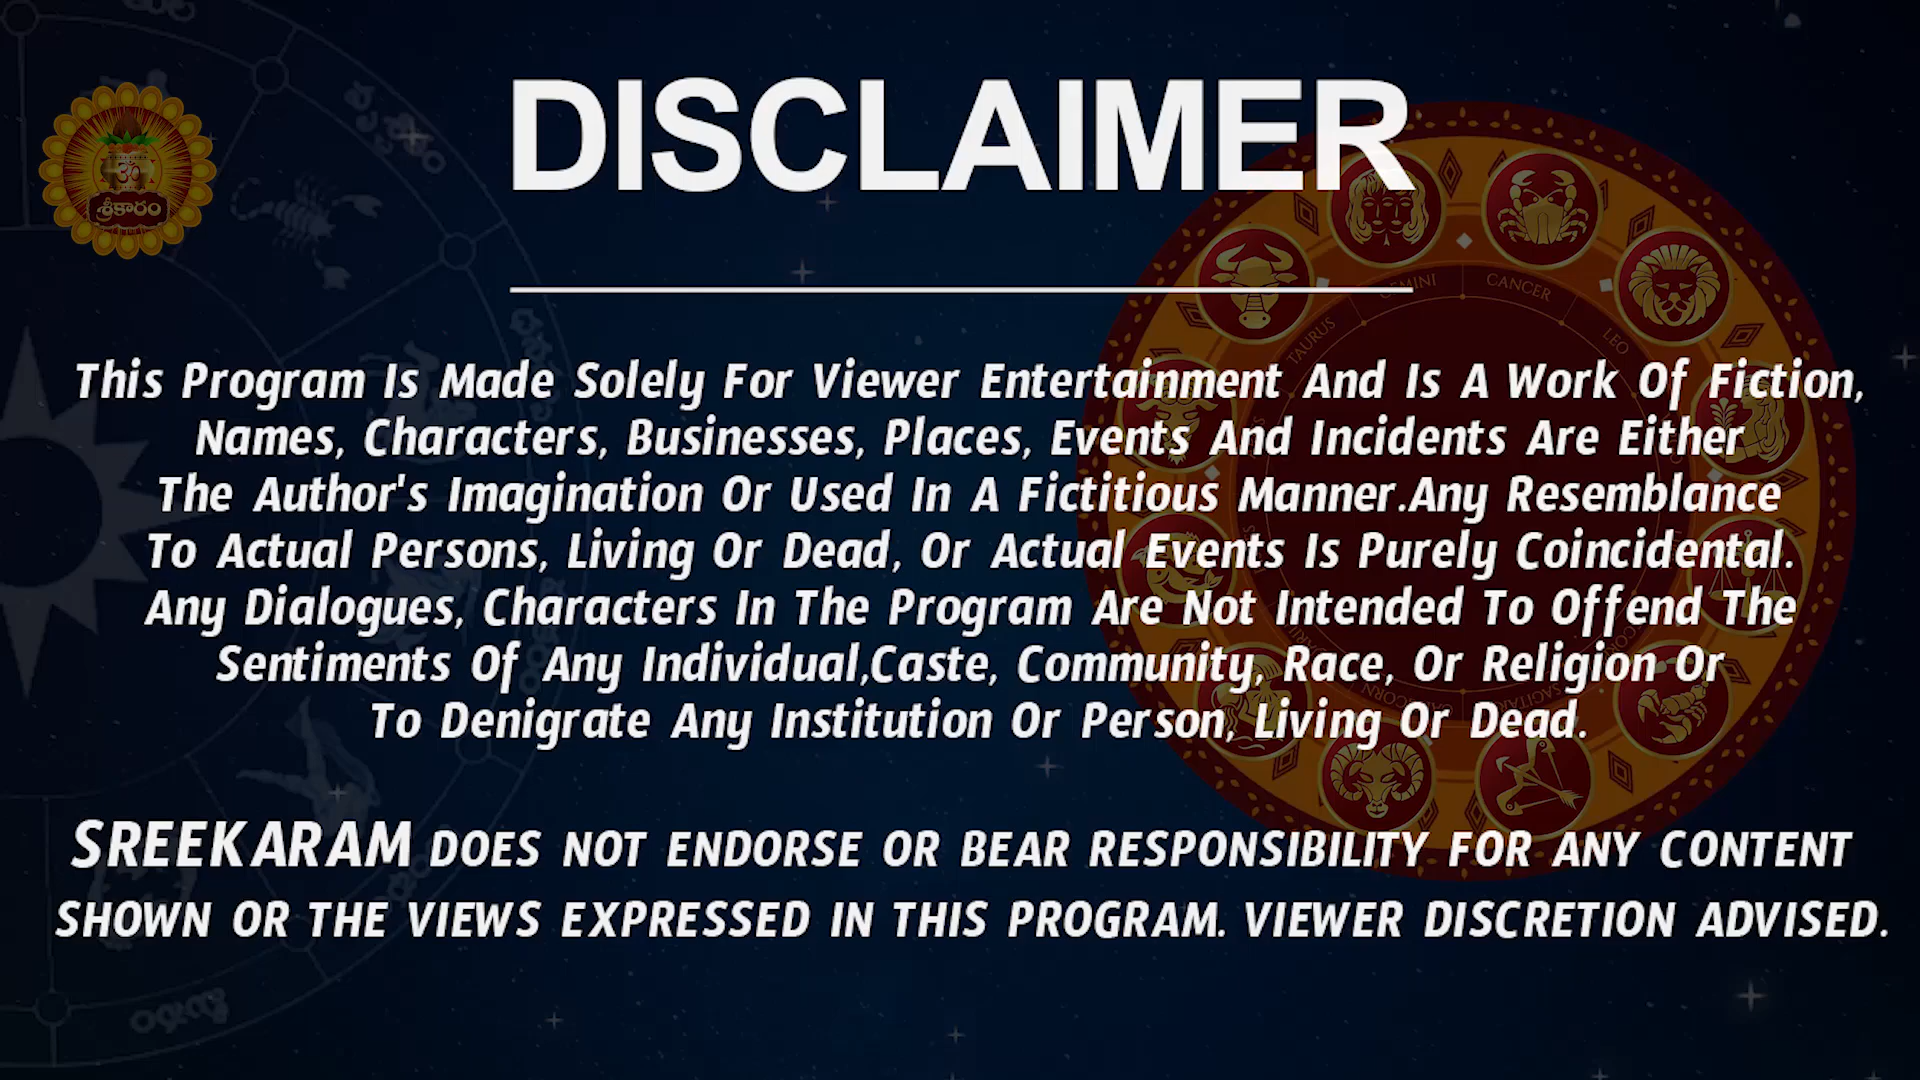 DISCLAIMER
శ్రీకారం
GEMINI
CANCER
TAURUS
LEO
This Program Is Made Solely For Viewer Entertainment And Is A Work Of Fiction,
Names, Characters, Businesses, Places, Events And Incidents Are Either
The Author's Imagination Or Used In A Fictitious Manner.Any Resemblance
To Actual Persons, Living Or Dead, Or Actual Events Is Purely Coincidental.
Any Dialogues, Characters In The Program Are Not Intended To Offend The
Sentiments Of Any Individual,Caste, Community, Race, Or Religion Or
To Denigrate Any Institution Or Person, Living Or Dead.
SREEKARAM DOES NOT ENDORSE OR BEAR RESPONSIBILITY FOR ANY CONTENT
SHOWN OR THE VIEWS EXPRESSED IN THIS PROGRAM. VIEWER DISCRETION ADVISED.